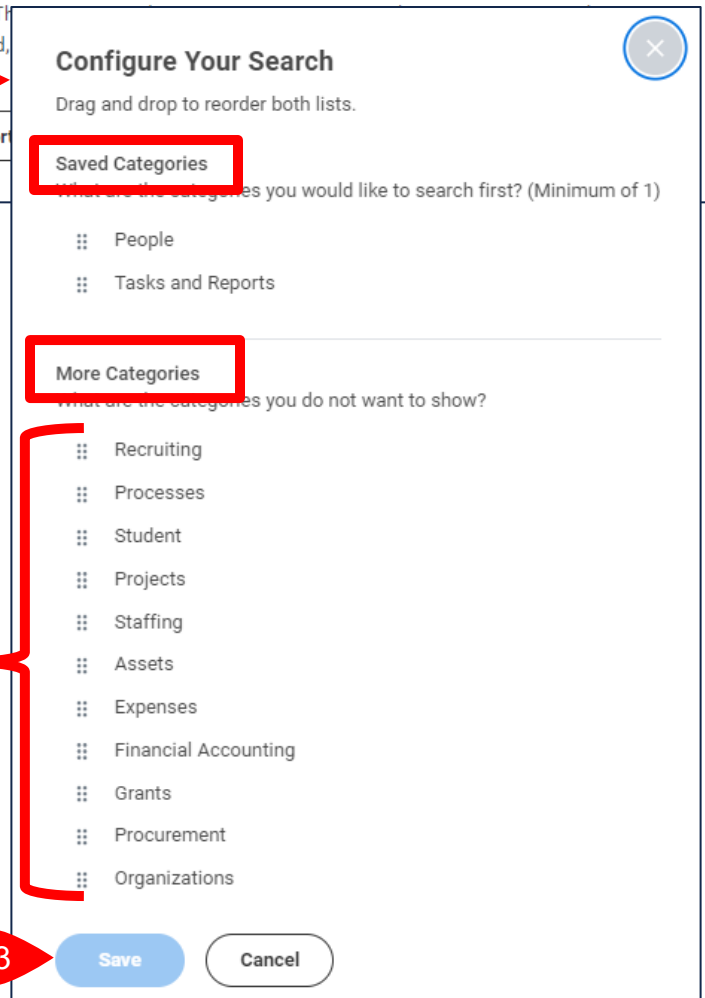 Th
d,
Configure Your Search
Drag and drop to reorder both lists.
Saved Categories
What are the categories you would like to search first? (Minimum of 1)
People
Tasks and Reports
More Categories
What are the categories you do not want to show?
Recruiting
Processes
Student
Projects
Staffing
Assets
Expenses
Financial Accounting
Grants
Procurement
Organizations
3
Save
Cancel